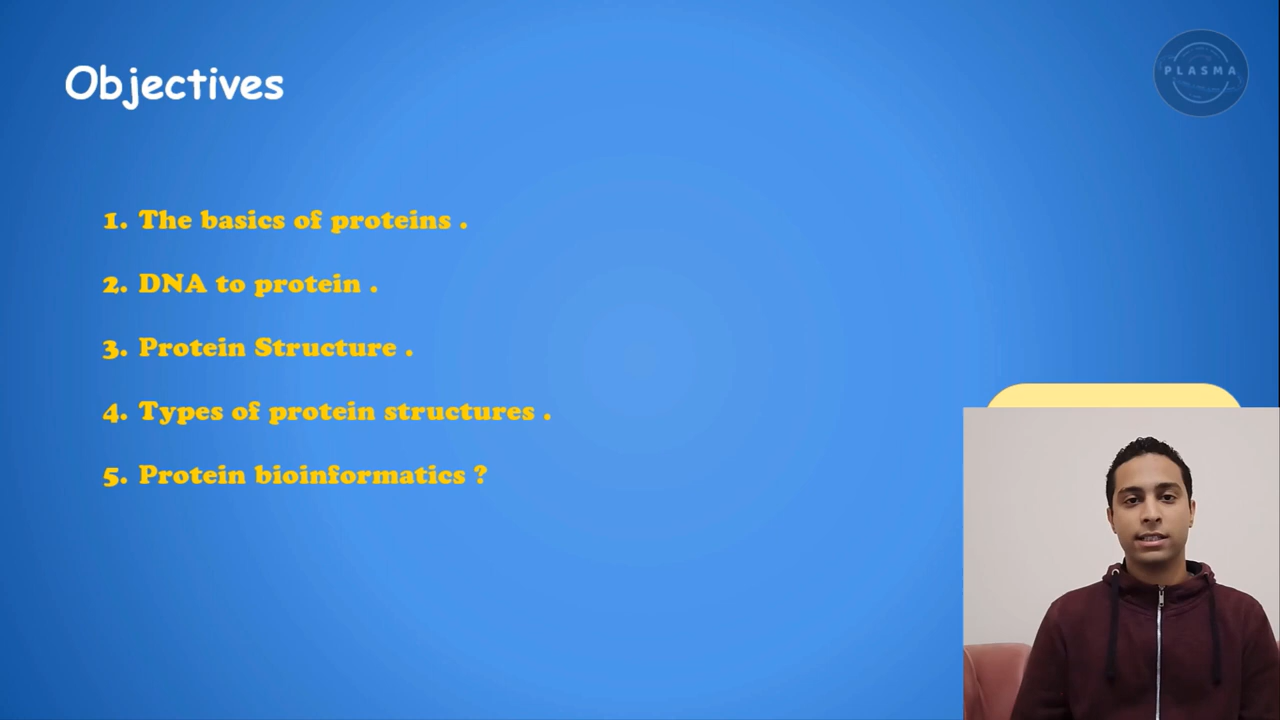 Objectives
PLASMA
1. The basics of proteins .
2. DNA to protein .
3. Protein Structure .
4. Types of protein structures .
5. Protein bioinformatics ?